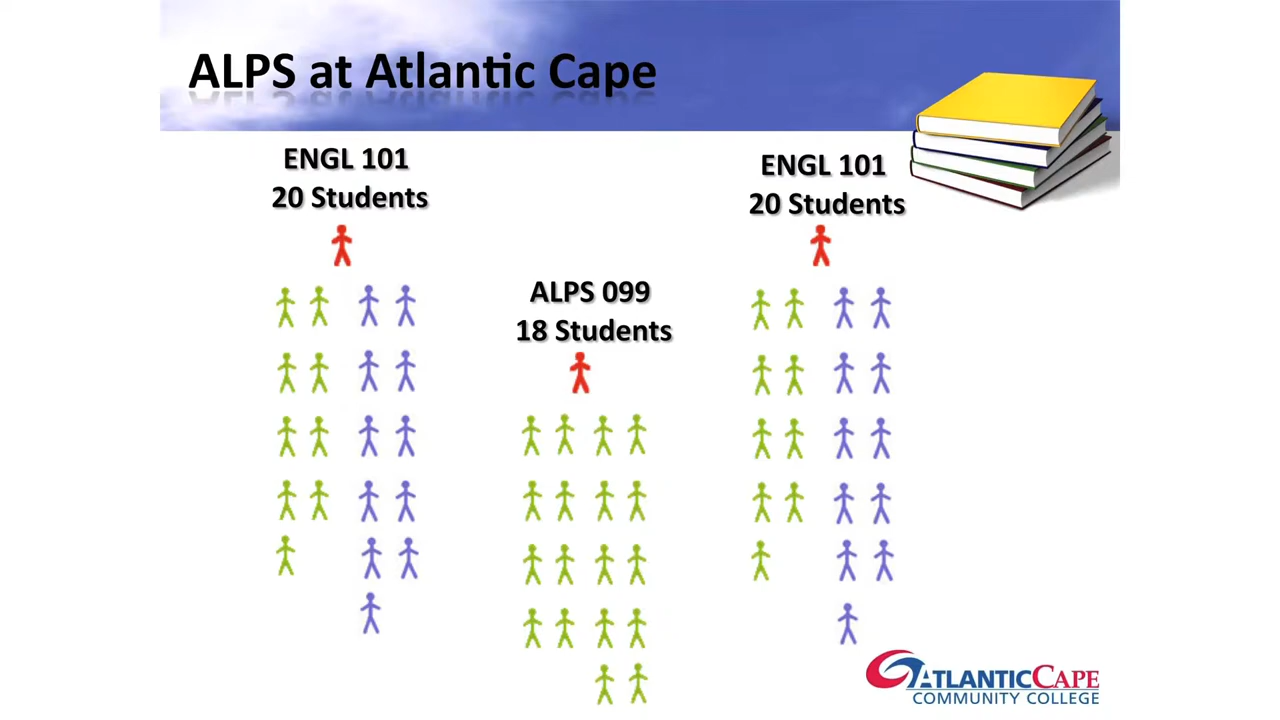 ALPS at Atlantic Cape
ENGL 101
20 Students
ENGL 101
20 Students
ALPS 099
18 Students
ATLANTICCAPE
COMMUNITY COLLEGE